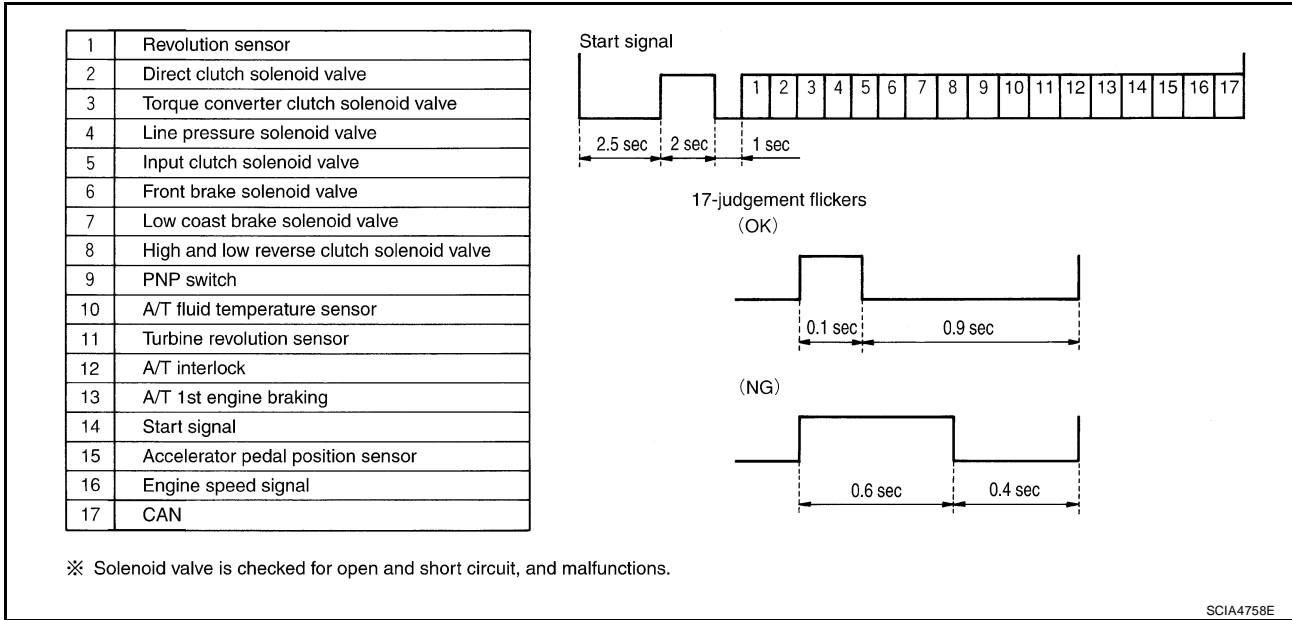 1 Revolution sensor
2 Direct clutch solenoid valve
3 Torque converter clutch solenoid valve
4 Line pressure solenoid valve
5 Input clutch solenoid valve
6 Front brake solenoid valve
7 Low coast brake solenoid valve
8 High and low reverse clutch solenoid valve
9 PNP switch
10 A/T fluid temperature sensor
11 Turbine revolution sensor
12 A/T interlock
13 A/T 1st engine braking
14 Start signal
15 Accelerator pedal position sensor
16 Engine speed signal
17 CAN
Start signal
1 2 3 4 5 6 7 8 9 10 11 12 13 14 15 16 17
2.5 sec 2 sec 1 sec
17-judgement flickers
(OK)
0.1 sec 0.9 sec
(NG)
0.6 sec 0.4 sec
※ Solenoid valve is checked for open and short circuit, and malfunctions.
SCIA4758E